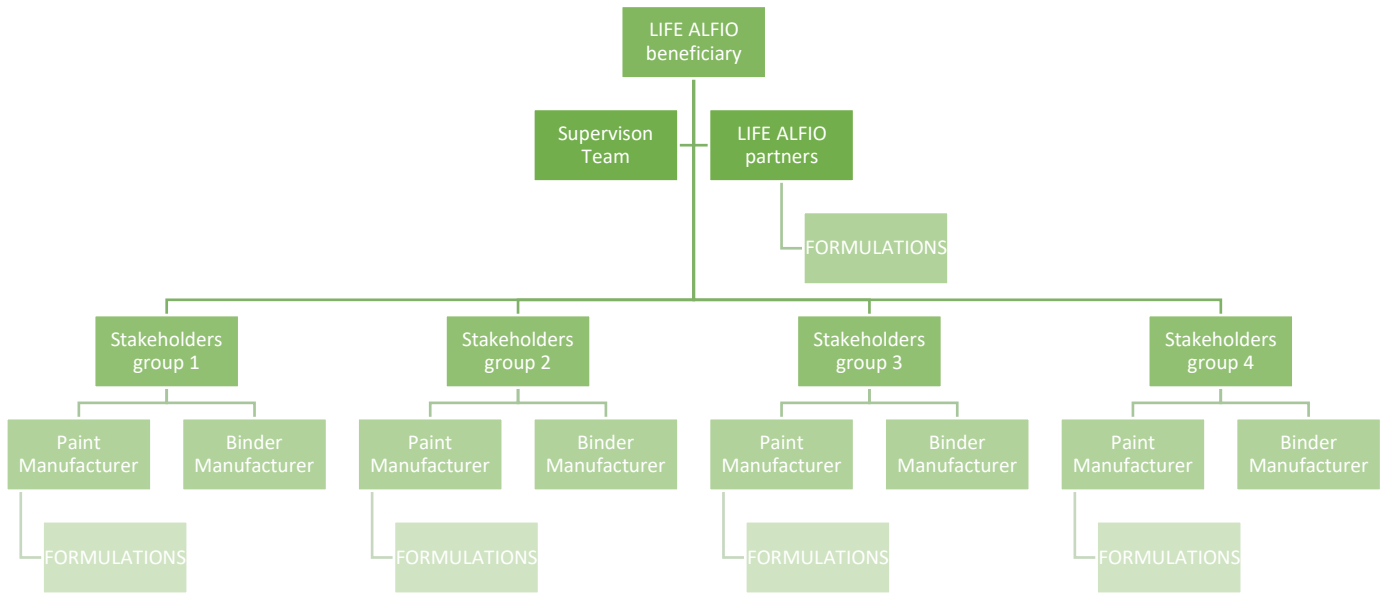 LIFE ALFIO
beneficiary
Supervison
Team
LIFE ALFIO
partners
FORMULATIONS
Stakeholders
group 1
Stakeholders
group 2
Stakeholders
group 3
Stakeholders
group 4
Paint
Manufacturer
Binder
Manufacturer
Paint
Manufacturer
Binder
Manufacturer
Paint
Manufacturer
Binder
Manufacturer
Paint
Manufacturer
Binder
Manufacturer
FORMULATIONS
FORMULATIONS
FORMULATIONS
FORMULATIONS